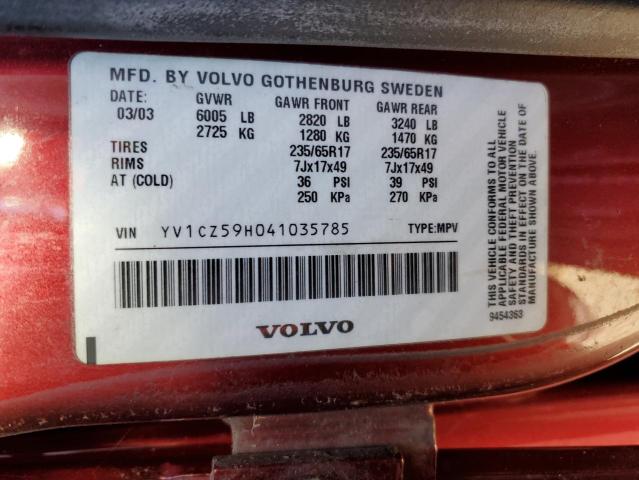 MFD. BY VOLVO GOTHENBURG SWEDEN
DATE: GVWR GAWR FRONT GAWR REAR
03/03 6005 LB 2820 LB 3240 LB
2725 KG 1280 KG 1470 KG
TIRES 235/65R17 235/65R17
RIMS 7Jx17x49 7Jx17x49
AT (COLD) 36 PSI 39 PSI
250 KPa 270 KPa
VIN YV1CZ59H041035785 TYPE:MPV
VOLVO
THIS VEHICLE CONFORMS TO ALL
APPLICABLE FEDERAL MOTOR VEHICLE
SAFETY AND THEFT PREVENTION
STANDARDS IN EFFECT ON THE DATE OF
MANUFACTURE SHOWN ABOVE.
9454363